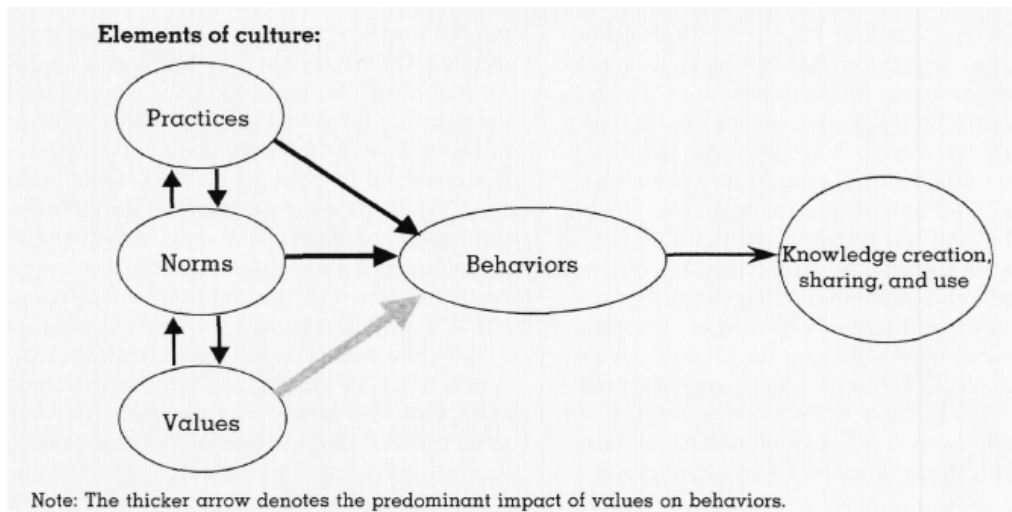 Elements of culture:
Practices
Norms
Values
Behaviors
Knowledge creation,
sharing, and use
Note: The thicker arrow denotes the predominant impact of values on behaviors.